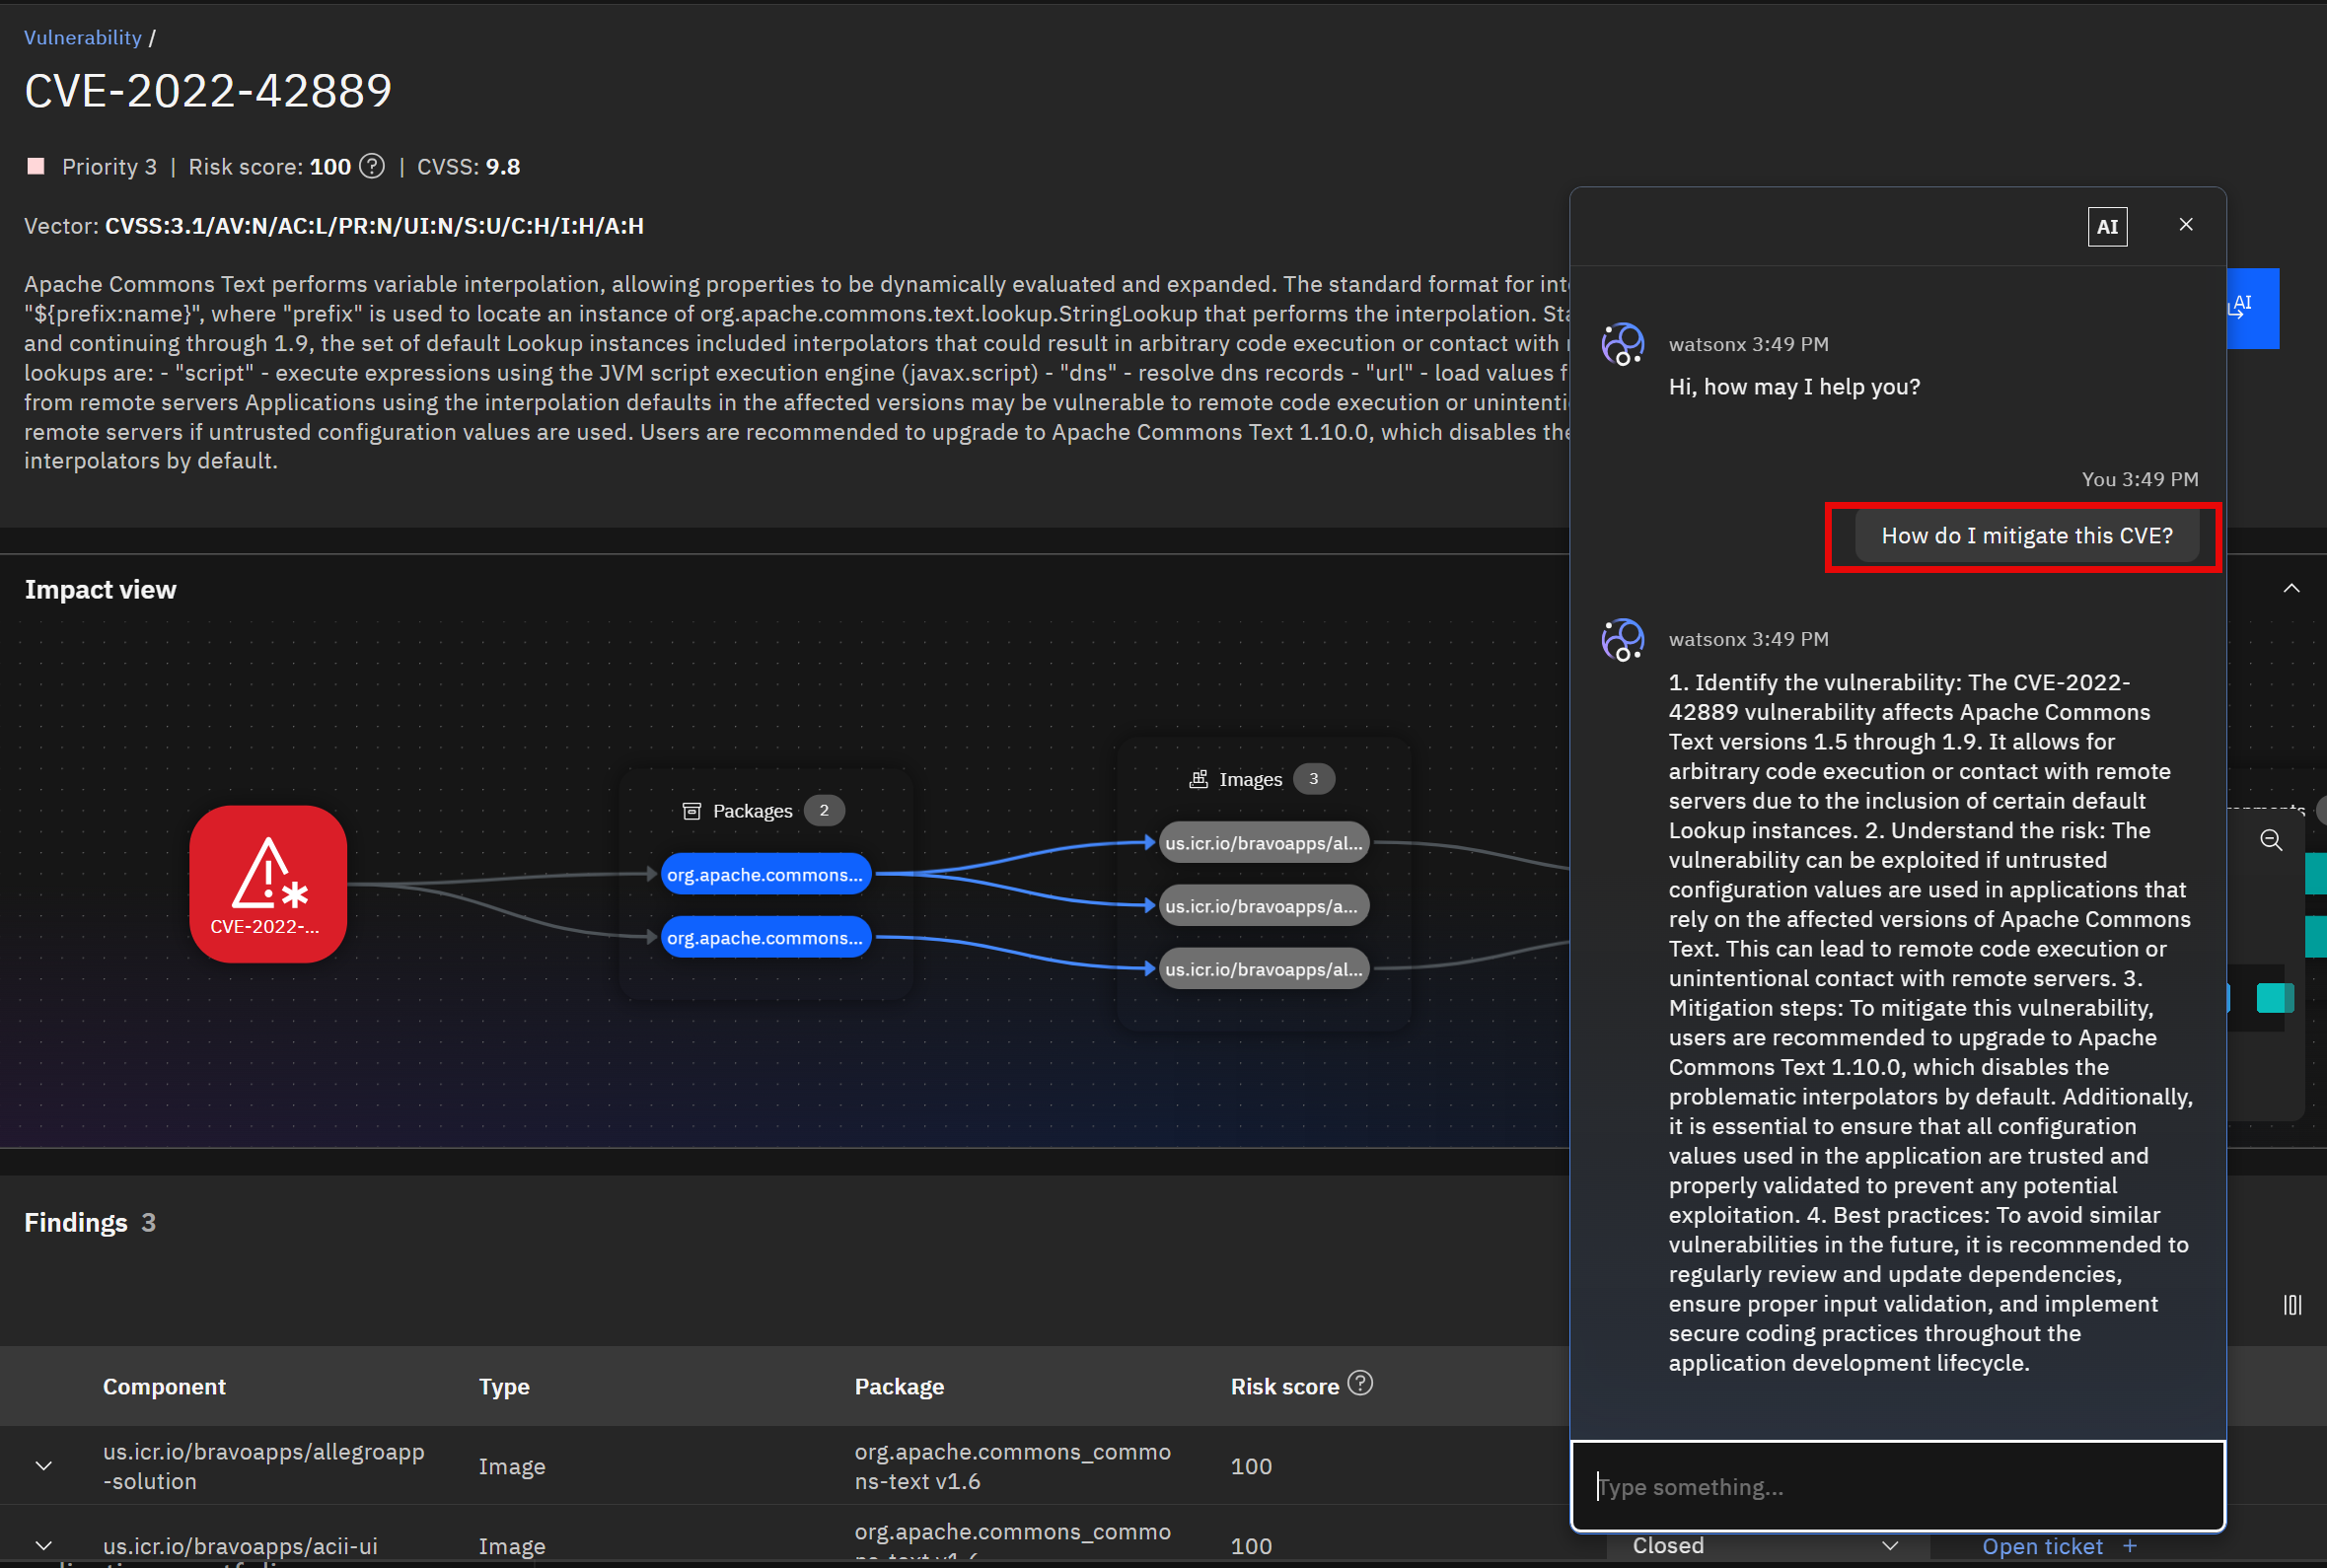 Vulnerability /
CVE-2022-42889
Priority 3 | Risk score: 100 ? | CVSS: 9.8
Vector: CVSS:3.1/AV:N/AC:L/PR:N/UI:N/S:U/C:H/I:H/A:H
Apache Commons Text performs variable interpolation, allowing properties to be dynamically evaluated and expanded. The standard format for
"${prefix:name}", where "prefix" is used to locate an instance of org.apache.commons.text.lookup.StringLookup that performs the interpolation.
and continuing through 1.9, the set of default Lookup instances included interpolators that could result in arbitrary code execution or contact with
lookups are: - "script" - execute expressions using the JVM script execution engine (javax.script) - "dns" - resolve dns records - "url" - load values
from remote servers Applications using the interpolation defaults in the affected versions may be vulnerable to remote code execution or
remote servers if untrusted configuration values are used. Users are recommended to upgrade to Apache Commons Text 1.10.0, which disables
interpolators by default.
Impact view
CVE-2022-...
Packages 2
org.apache.commons...
org.apache.commons...
Images 3
us.icr.io/bravoapps/al...
us.icr.io/bravoapps/a...
us.icr.io/bravoapps/al...
Findings 3
Component Type Package Risk score ?
us.icr.io/bravoapps/allegroapp
-solution
Image
org.apache.commons_commo
ns-text v1.6
100
us.icr.io/bravoapps/acii-ui
Image
org.apache.commons_commo
100
Closed
Open ticket +
AI
AI
watsonx 3:49 PM
Hi, how may I help you?
You 3:49 PM
How do I mitigate this CVE?
watsonx 3:49 PM
1. Identify the vulnerability: The CVE-2022-
42889 vulnerability affects Apache Commons
Text versions 1.5 through 1.9. It allows for
arbitrary code execution or contact with remote
servers due to the inclusion of certain default
Lookup instances. 2. Understand the risk: The
vulnerability can be exploited if untrusted
configuration values are used in applications that
rely on the affected versions of Apache Commons
Text. This can lead to remote code execution or
unintentional contact with remote servers. 3.
Mitigation steps: To mitigate this vulnerability,
users are recommended to upgrade to Apache
Commons Text 1.10.0, which disables the
problematic interpolators by default. Additionally,
it is essential to ensure that all configuration
values used in the application are trusted and
properly validated to prevent any potential
exploitation. 4. Best practices: To avoid similar
vulnerabilities in the future, it is recommended to
regularly review and update dependencies,
ensure proper input validation, and implement
secure coding practices throughout the
application development lifecycle.
Type something...